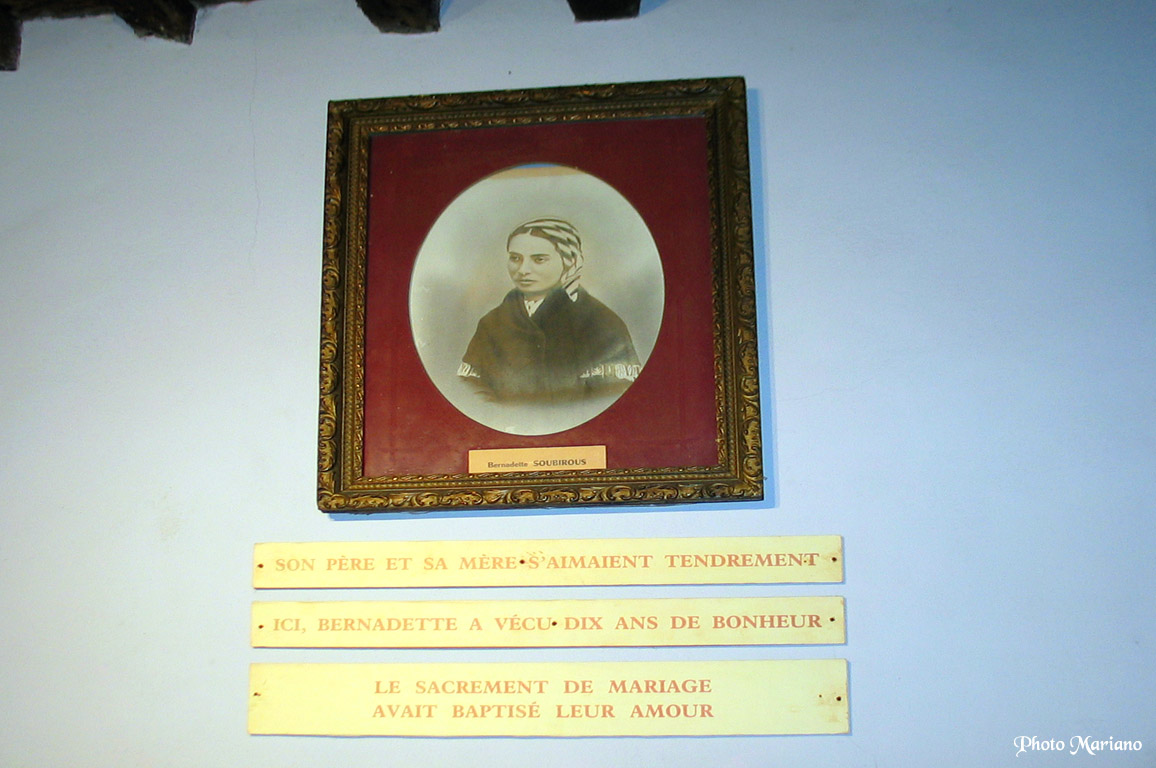 Bernadette SOUBIROUS
SON PÈRE ET SA MÈRE S'AIMAIENT TENDREMENT
ICI, BERNADETTE A VÉCU DIX ANS DE BONHEUR
LE SACREMENT DE MARIAGE
AVAIT BAPTISÉ LEUR AMOUR
Photo Mariano